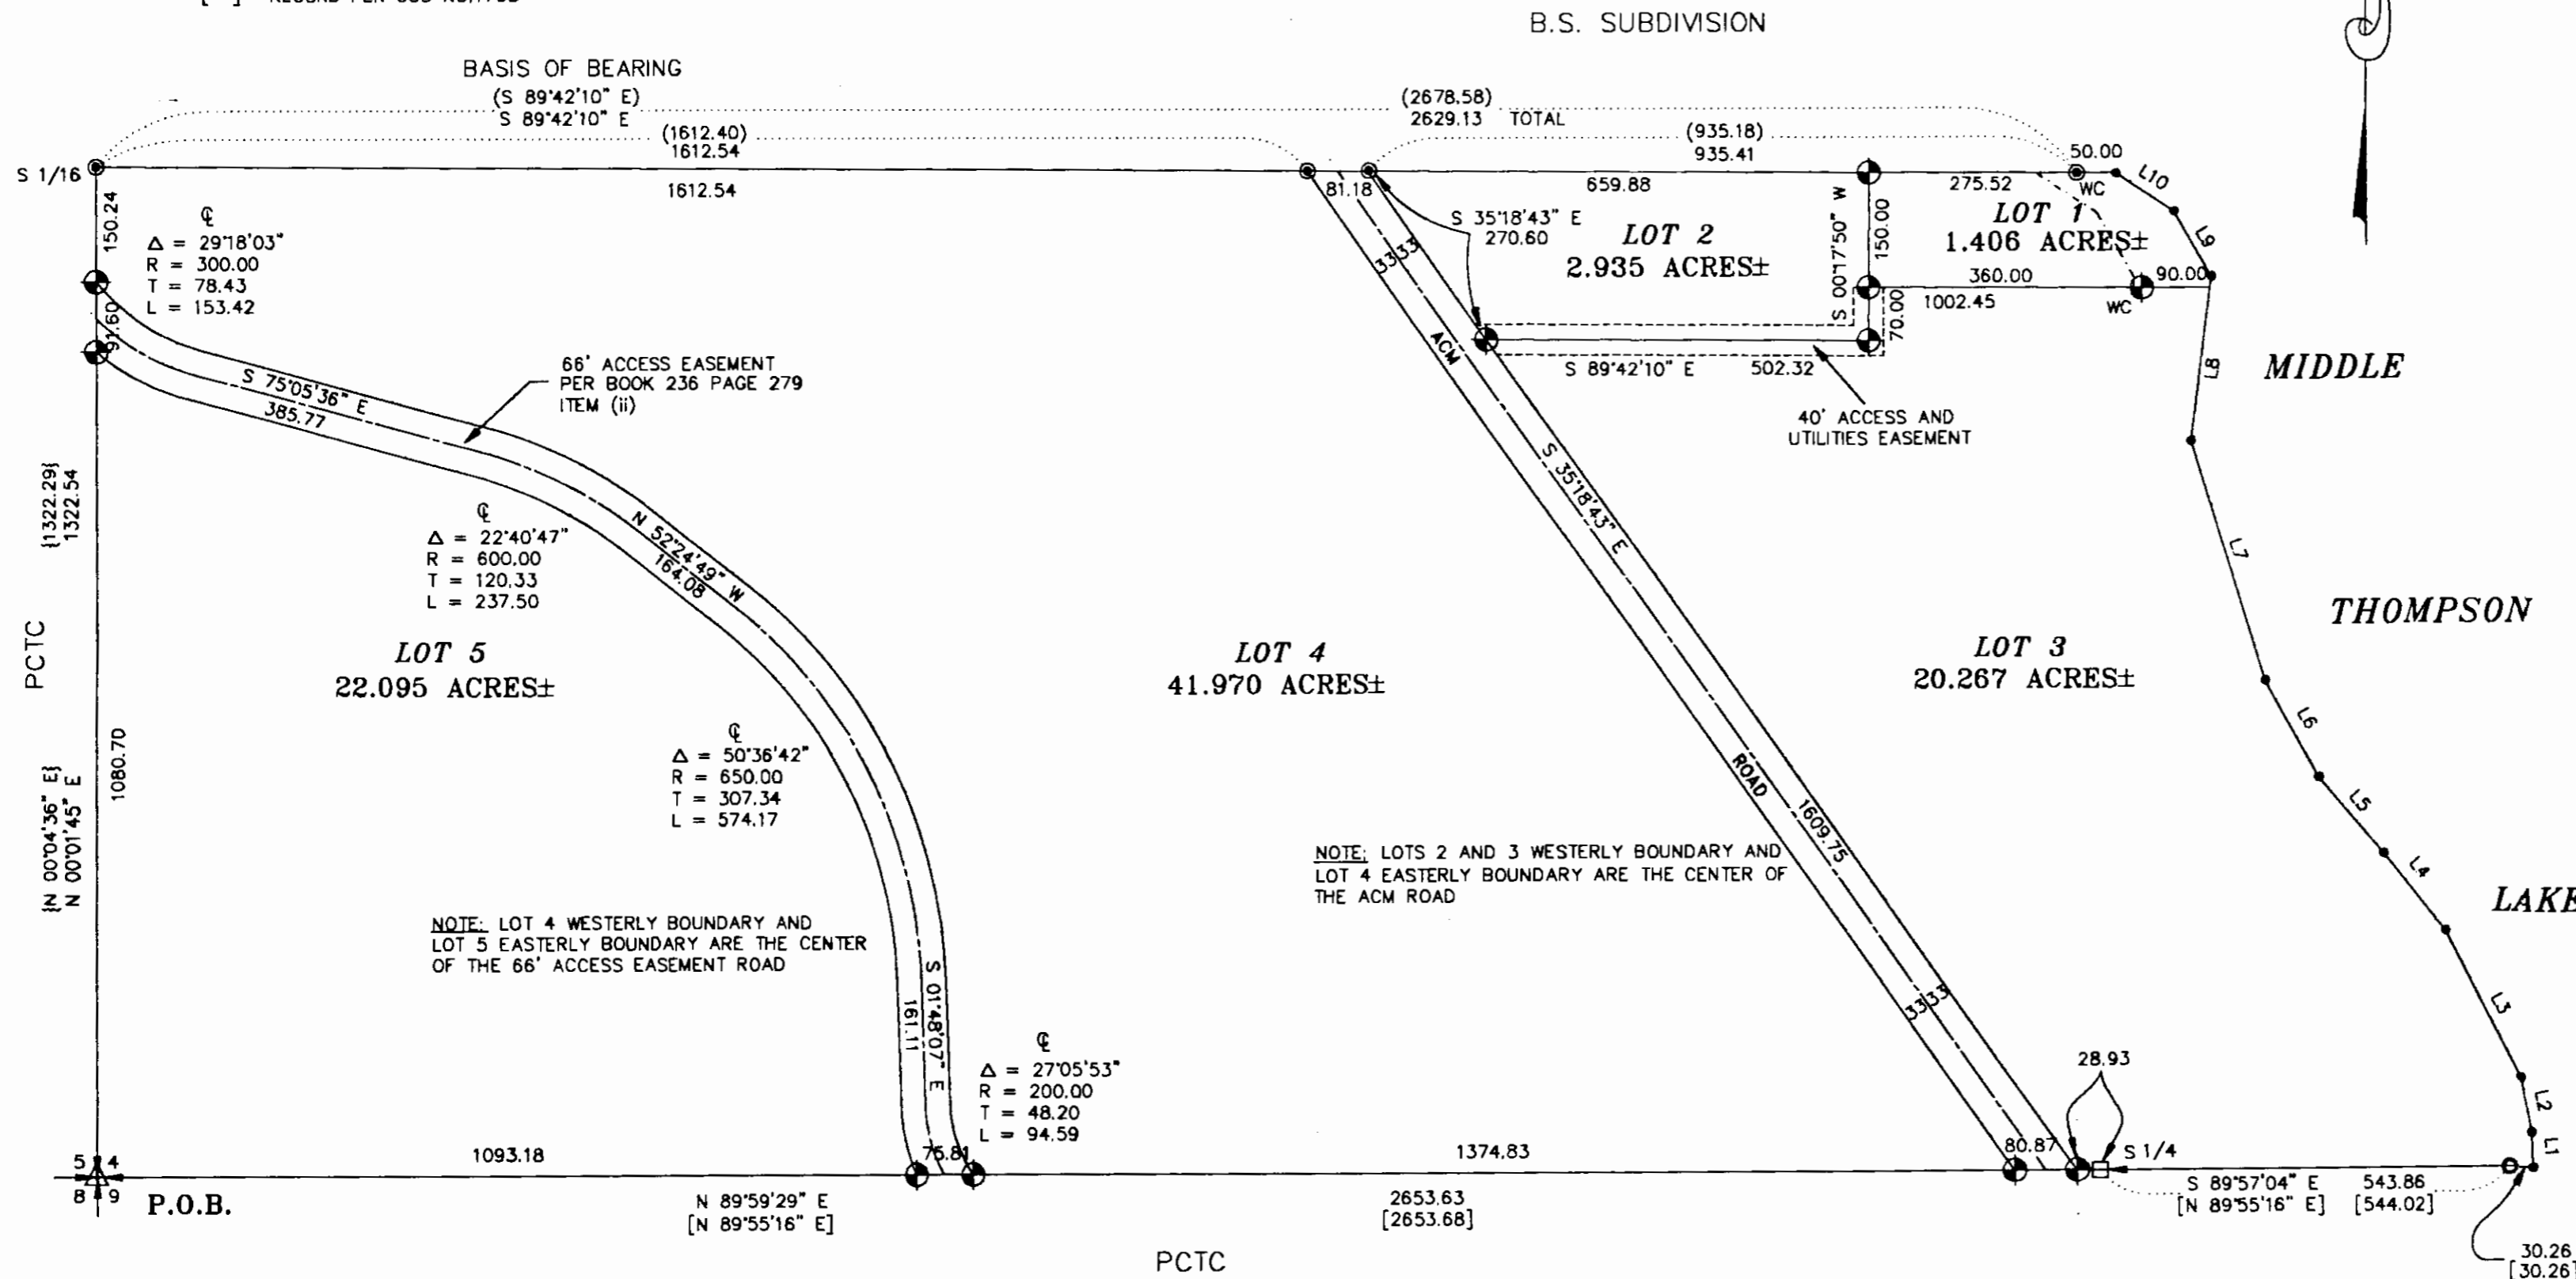 B.S. SUBDIVISION
BASIS OF BEARING
(S 89°42'10" E)
S 89°42'10" E
(2678.58)
2629.13 TOTAL
(1612.40)
1612.54
(935.18)
935.41
50.00
S 1/16
1612.54
81.18
659.88
275.52
WC
L10
150.24
℄
Δ = 29°18'03"
R = 300.00
T = 78.43
L = 153.42
91.60
S 35°18'43" E
270.60
3333
LOT 2
2.935 ACRES±
S 00°17'50" W
150.00
LOT 1
1.406 ACRES±
L9
360.00
90.00
1002.45
WC
70.00
S 89°42'10" E 502.32
40' ACCESS AND
UTILITIES EASEMENT
L8
MIDDLE
66' ACCESS EASEMENT
PER BOOK 236 PAGE 279
ITEM (ii)
S 75°05'36" E
385.77
ACM
{1322.29}
1322.54
℄
Δ = 22°40'47"
R = 600.00
T = 120.33
L = 237.50
N 52°24'49" W
164.08
S 35°18'43" E
L7
THOMPSON
PCTC
LOT 5
22.095 ACRES±
LOT 4
41.970 ACRES±
LOT 3
20.267 ACRES±
L6
℄
Δ = 50°36'42"
R = 650.00
T = 307.34
L = 574.17
1080.70
{N 00°04'36" E}
N 00°01'45" E
ROAD
1609.75
L5
L4
LAKE
NOTE: LOTS 2 AND 3 WESTERLY BOUNDARY AND
LOT 4 EASTERLY BOUNDARY ARE THE CENTER OF
THE ACM ROAD
NOTE: LOT 4 WESTERLY BOUNDARY AND
LOT 5 EASTERLY BOUNDARY ARE THE CENTER
OF THE 66' ACCESS EASEMENT ROAD
S 01°48'07" E
161.11
3333
L3
℄
Δ = 27°05'53"
R = 200.00
T = 48.20
L = 94.59
28.93
L2
L1
5 4
8 9
P.O.B.
1093.18
75.81
1374.83
80.87
S 1/4
N 89°59'29" E
[N 89°55'16" E]
2653.63
[2653.68]
S 89°57'04" E 543.86
[N 89°55'16" E] [544.02]
30.26
[30.26]
PCTC